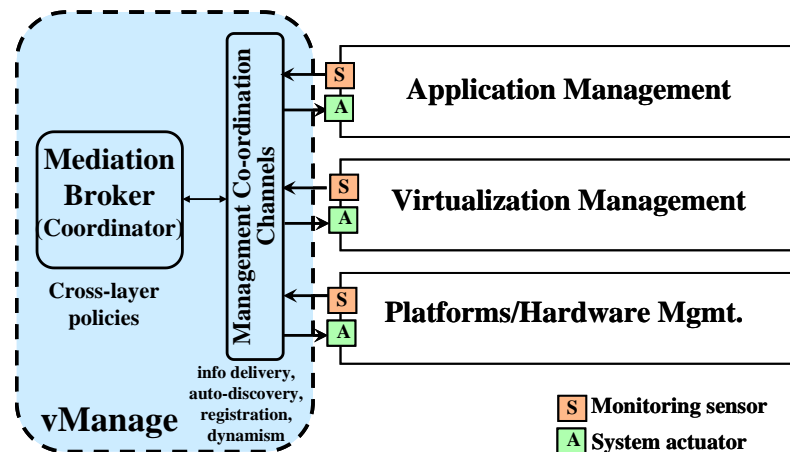 Mediation
Broker
(Coordinator)
Cross-layer
policies
Management Co-ordination
Channels
info delivery,
auto-discovery,
registration,
dynamism
vManage
S
A
Application Management
S
A
Virtualization Management
S
A
Platforms/Hardware Mgmt.
S Monitoring sensor
A System actuator